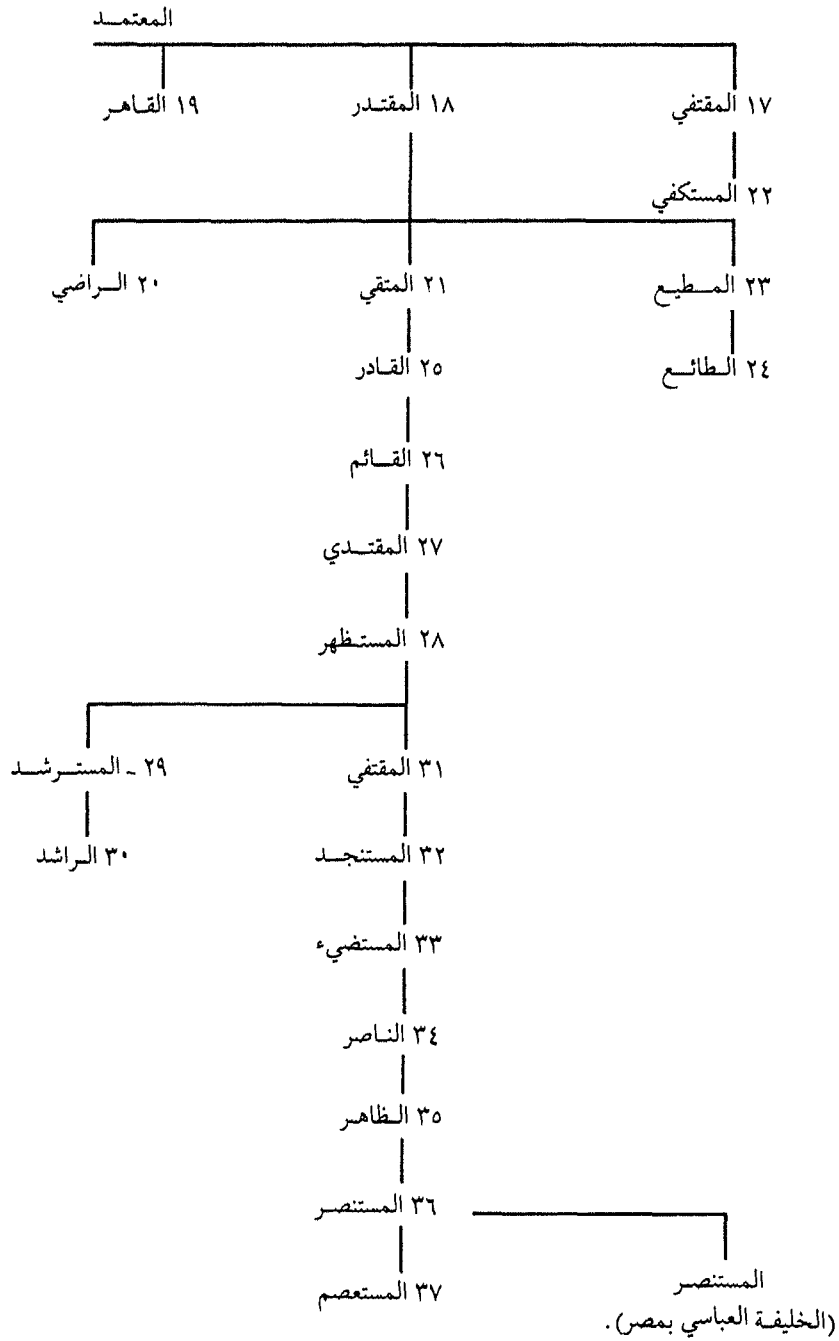 المعتمد
١٧ المقتفي
١٨ المقتدر
١٩ القاهر
٢٢ المستكفي
٢٣ المطيع
٢١ المتقي
٢٠ الراضي
٢٤ الطائع
٢٥ القادر
٢٦ القائم
٢٧ المقتدي
٢٨ المستظهر
٣١ المقتفي
٢٩ - المسترشد
٣٢ المستنجد
٣٠ الراشد
٣٣ المستضيء
٣٤ الناصر
٣٥ الظاهر
٣٦ المستنصر
المستنصر
(الخليفة العباسي بمصر).
٣٧ المستعصم